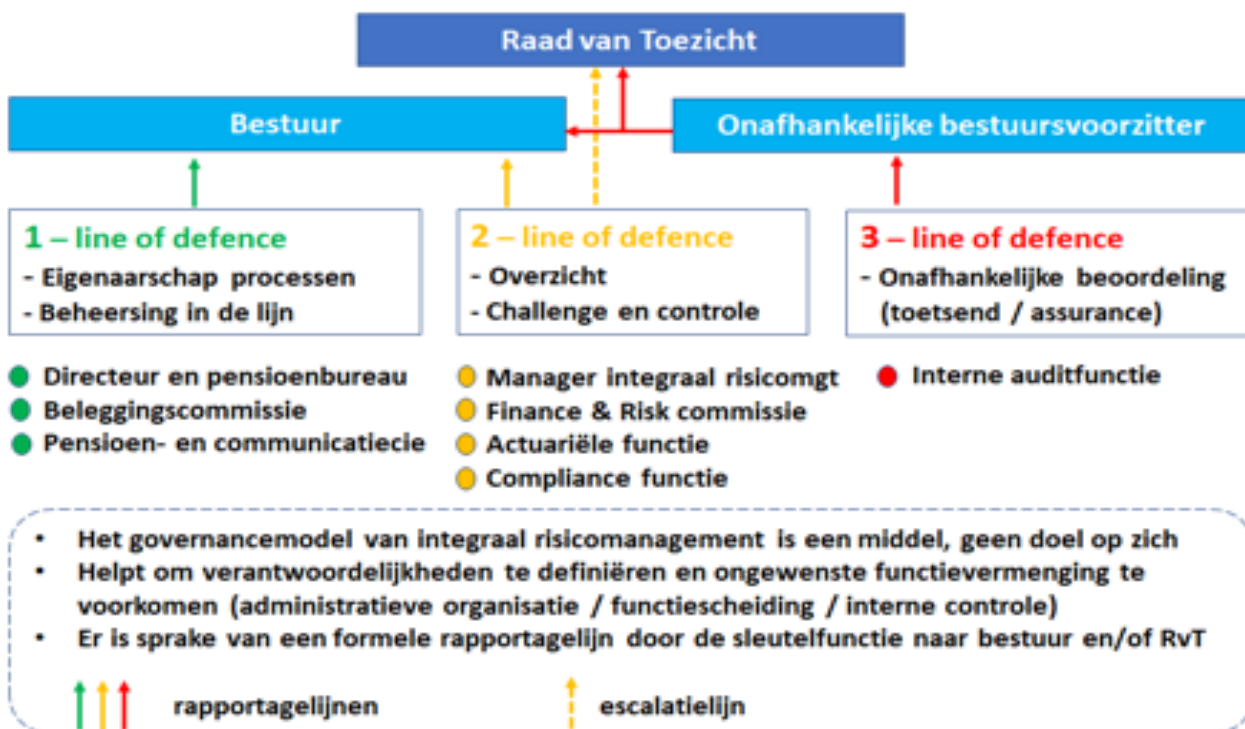 Raad van Toezicht
Bestuur
Onafhankelijke bestuursvoorzitter
1 – line of defence
- Eigenaarschap processen
- Beheersing in de lijn
2 – line of defence
- Overzicht
- Challenge en controle
3 – line of defence
- Onafhankelijke beoordeling
(toetsend / assurance)
Directeur en pensioenbureau
Beleggingscommissie
Pensioen- en communicatiecie
Manager integraal risicomgt
Finance & Risk commissie
Actuariële functie
Compliance functie
Interne auditfunctie
• Het governancemodel van integraal risicomanagement is een middel, geen doel op zich
• Helpt om verantwoordelijkheden te definiëren en ongewenste functievermenging te
voorkomen (administratieve organisatie / functiescheiding / interne controle)
• Er is sprake van een formele rapportagelijn door de sleutelfunctie naar bestuur en/of RvT
rapportagelijnen
escalatielijn